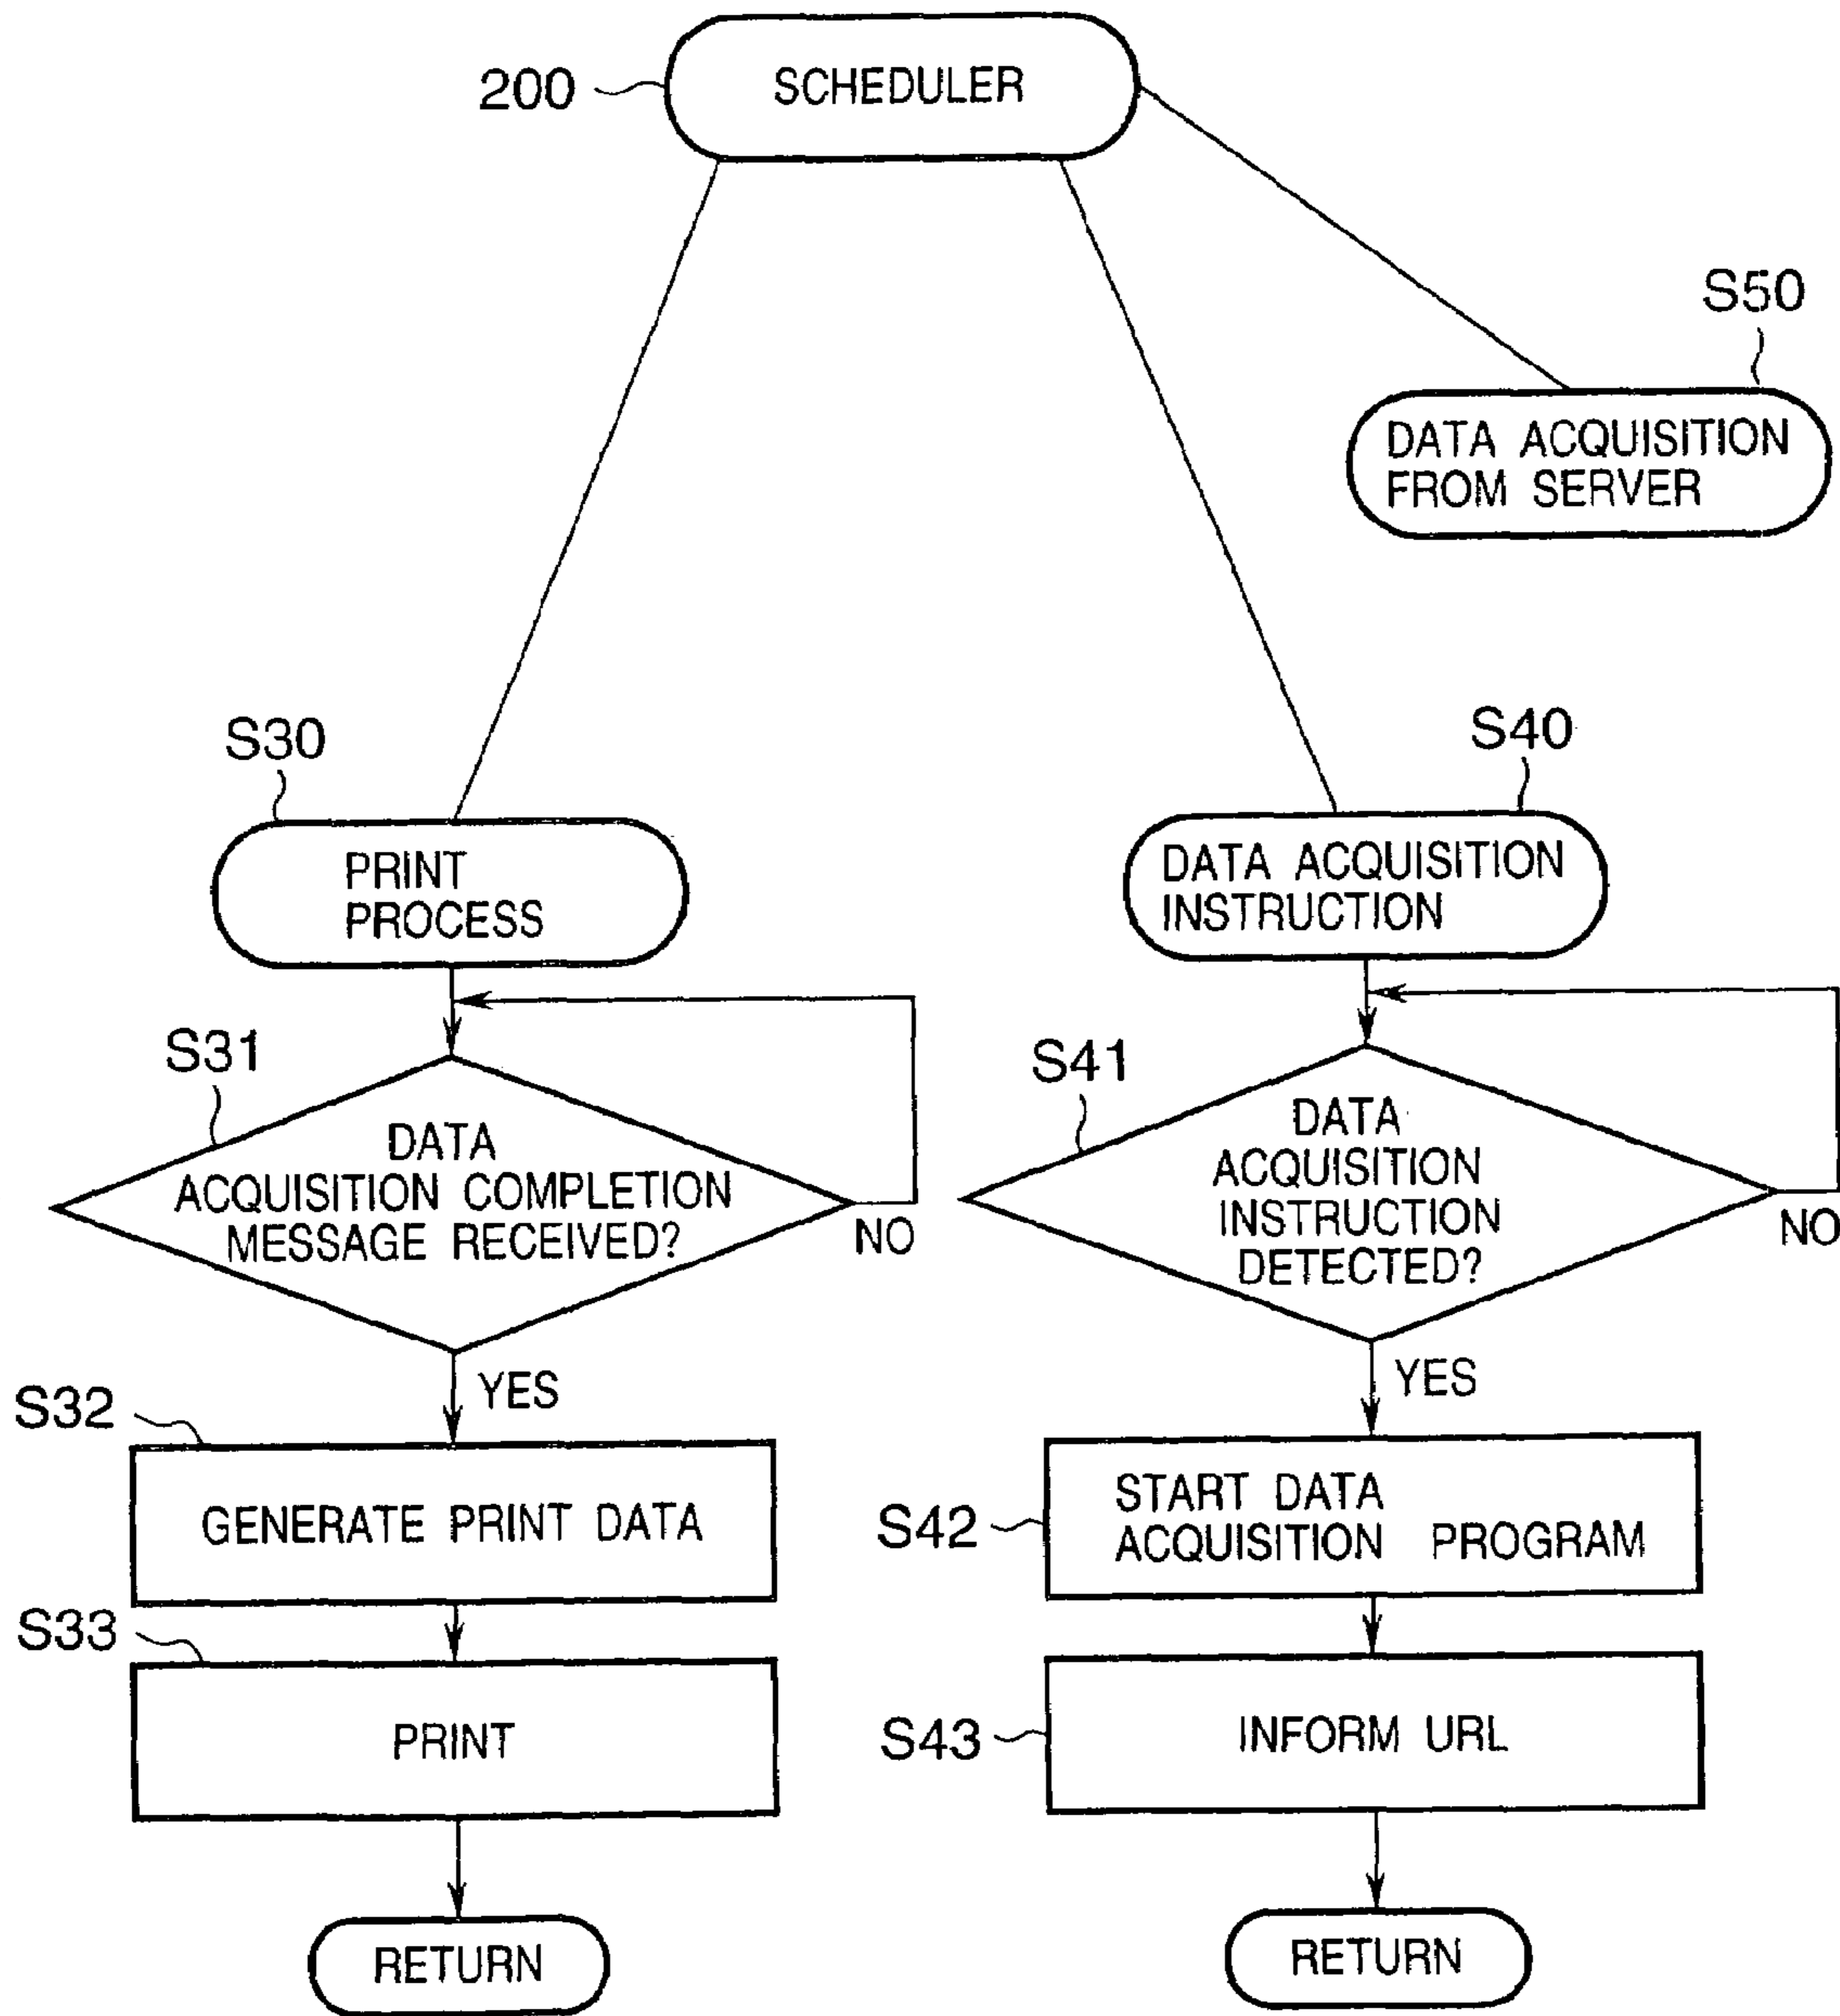 200
SCHEDULER
S50
DATA ACQUISITION
FROM SERVER
S30
PRINT
PROCESS
S40
DATA ACQUISITION
INSTRUCTION
S31
DATA
ACQUISITION COMPLETION
MESSAGE RECEIVED?
NO
YES
S41
DATA
ACQUISITION
INSTRUCTION
DETECTED?
NO
YES
S32
GENERATE PRINT DATA
S42
START DATA
ACQUISITION PROGRAM
S33
PRINT
S43
INFORM URL
RETURN
RETURN